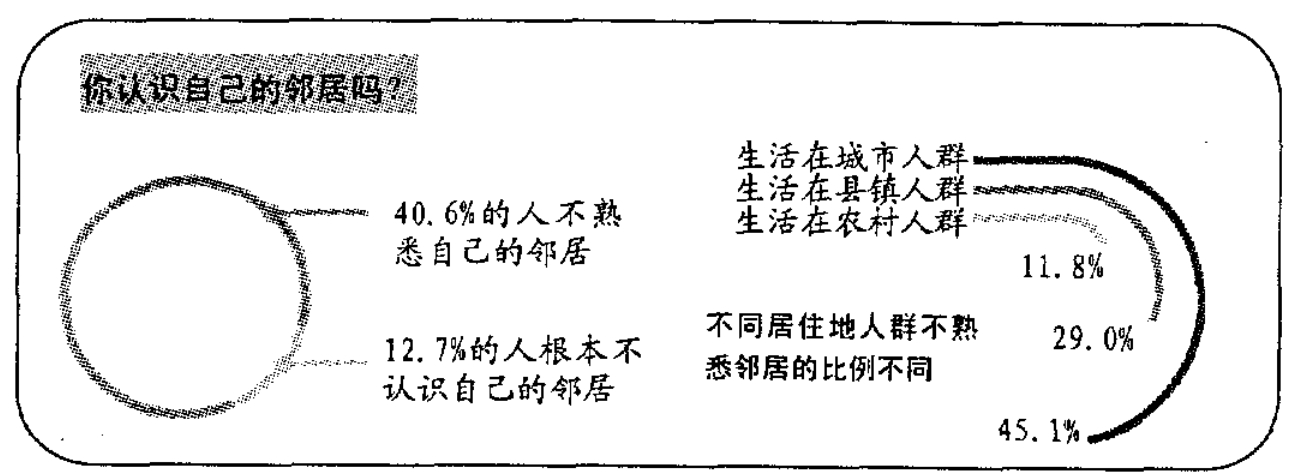 你认识自己的邻居吗?
40.6%的人不熟
悉自己的邻居
12.7%的人根本不
认识自己的邻居
生活在城市人群
生活在县镇人群
生活在农村人群
11.8%
29.0%
45.1%
不同居住地人群不熟
悉邻居的比例不同